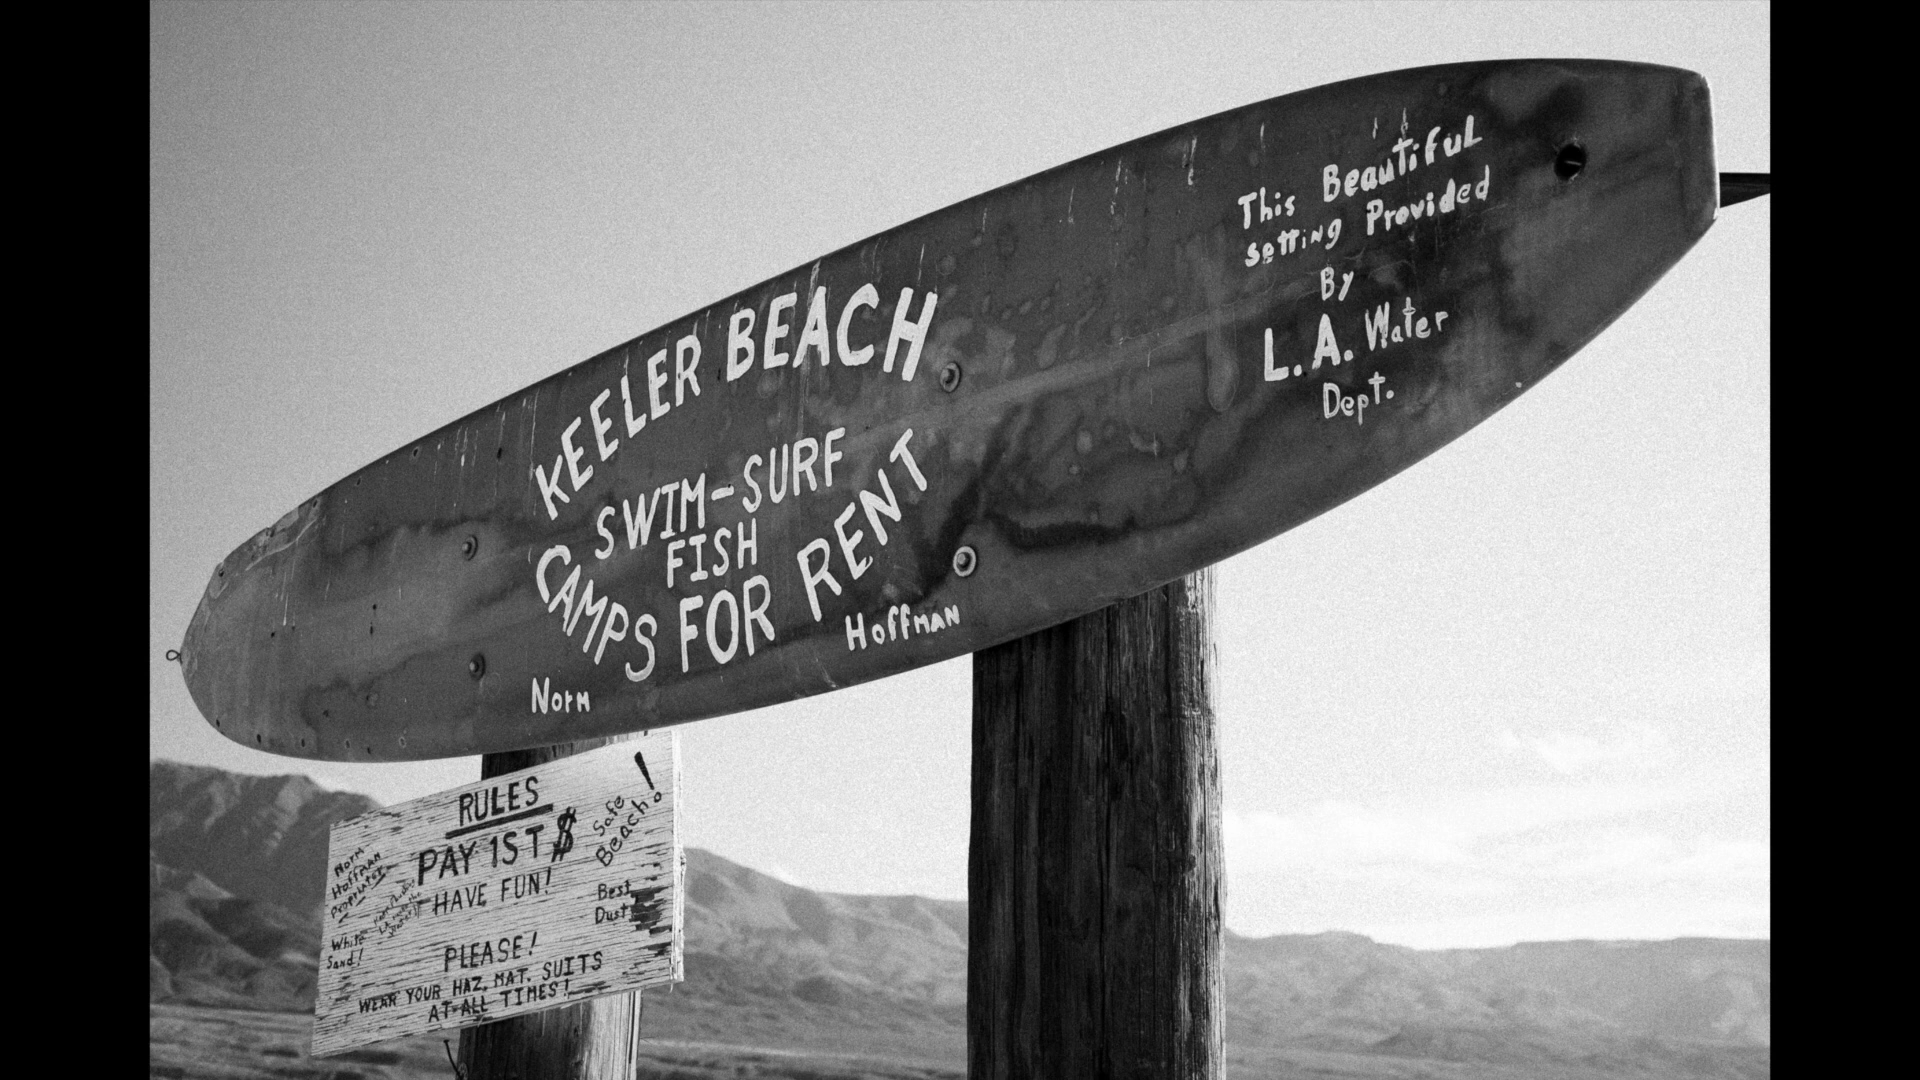 KEELER BEACH
SWIM-SURF
FISH
CAMPS FOR RENT
Norm Hoffman
This Beautiful
setting Provided
By
L.A. Water
Dept.
RULES
PAY 1ST $
HAVE FUN!
PLEASE!
WEAR YOUR HAZ. MAT. SUITS
AT ALL TIMES!
Norm
Hoffman
White
Sand!
Safe
Beach!
Best
Dust